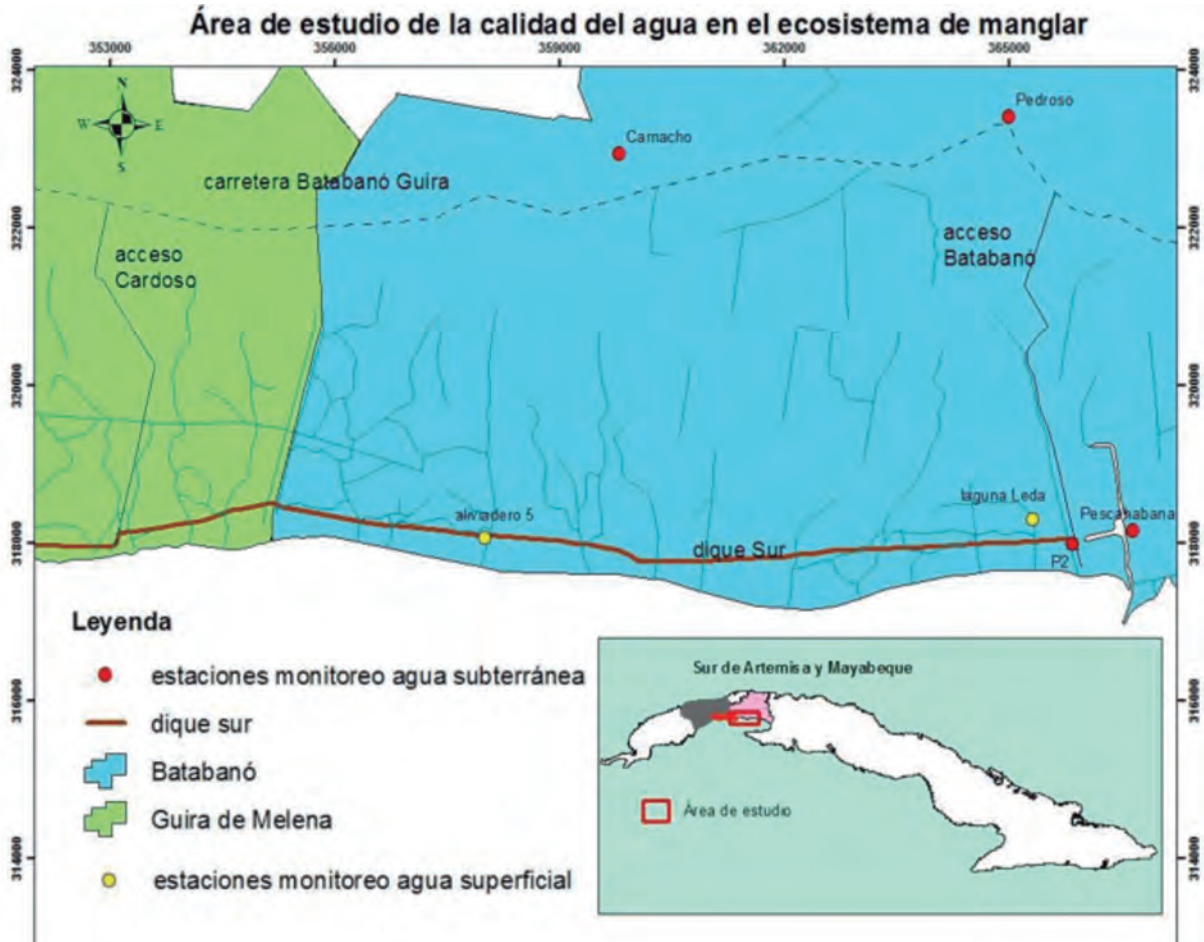 Área de estudio de la calidad del agua en el ecosistema de manglar
353000 356000 359000 362000 365000
324000 324000
N
W E
S
Pedroso
Camacho
carretera Batabanó Guira
322000 322000
acceso
Cardoso
acceso
Batabanó
320000 320000
laguna Leda
aliviadero 5
Pescahabana
318000 318000
dique Sur
P2
Leyenda
estaciones monitoreo agua subterránea
dique sur
Batabanó
Guira de Melena
estaciones monitoreo agua superficial
Sur de Artemisa y Mayabeque
316000 316000
Área de estudio
314000 314000